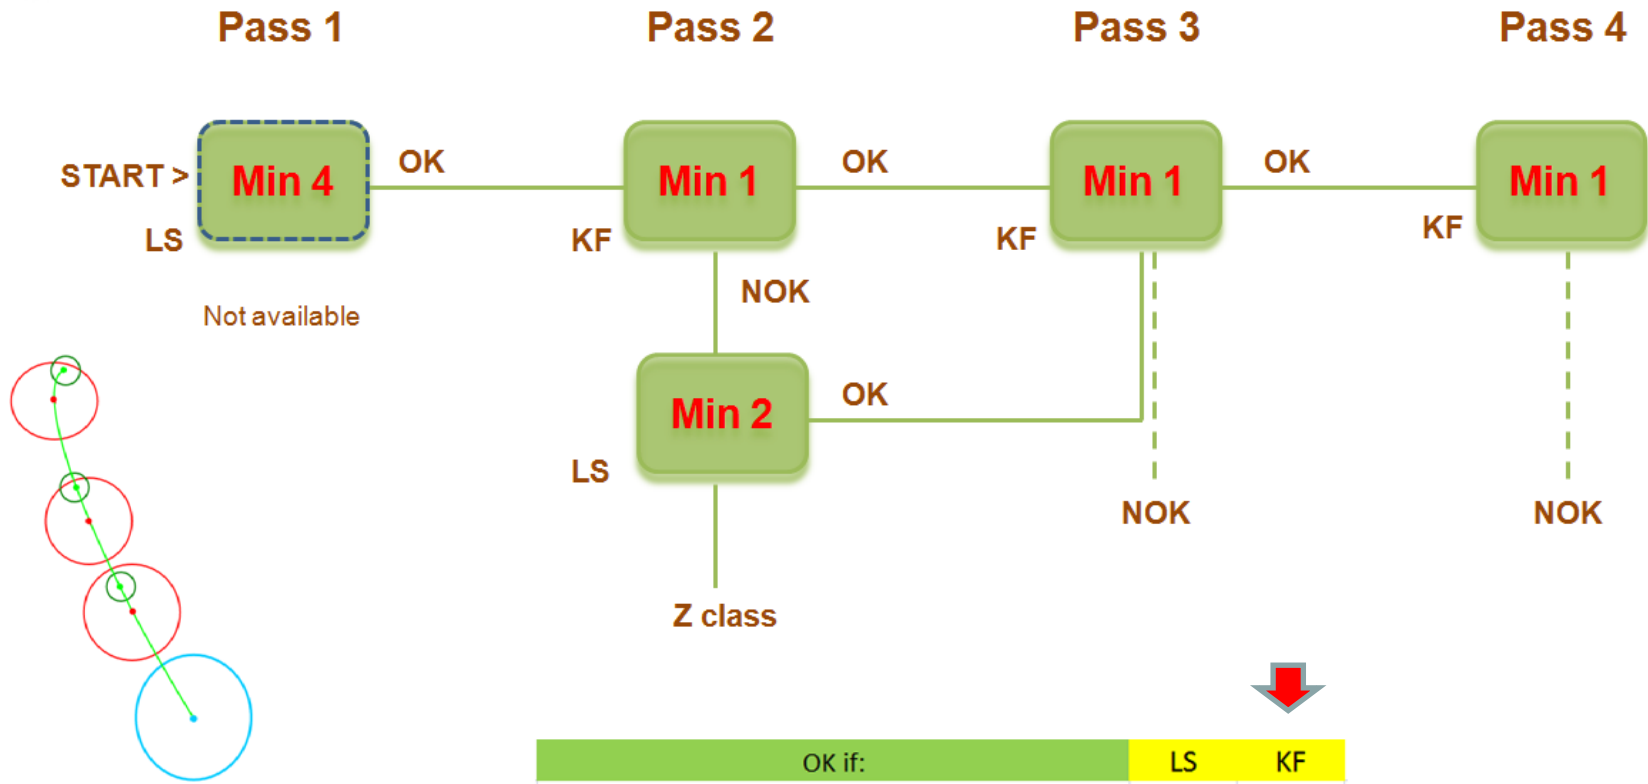 Pass 1 Pass 2 Pass 3 Pass 4
START > Min 4 OK Min 1 OK Min 1 OK Min 1
LS KF KF KF
NOK
Not available
Min 2 OK
LS
NOK NOK
Z class
OK if: LS KF